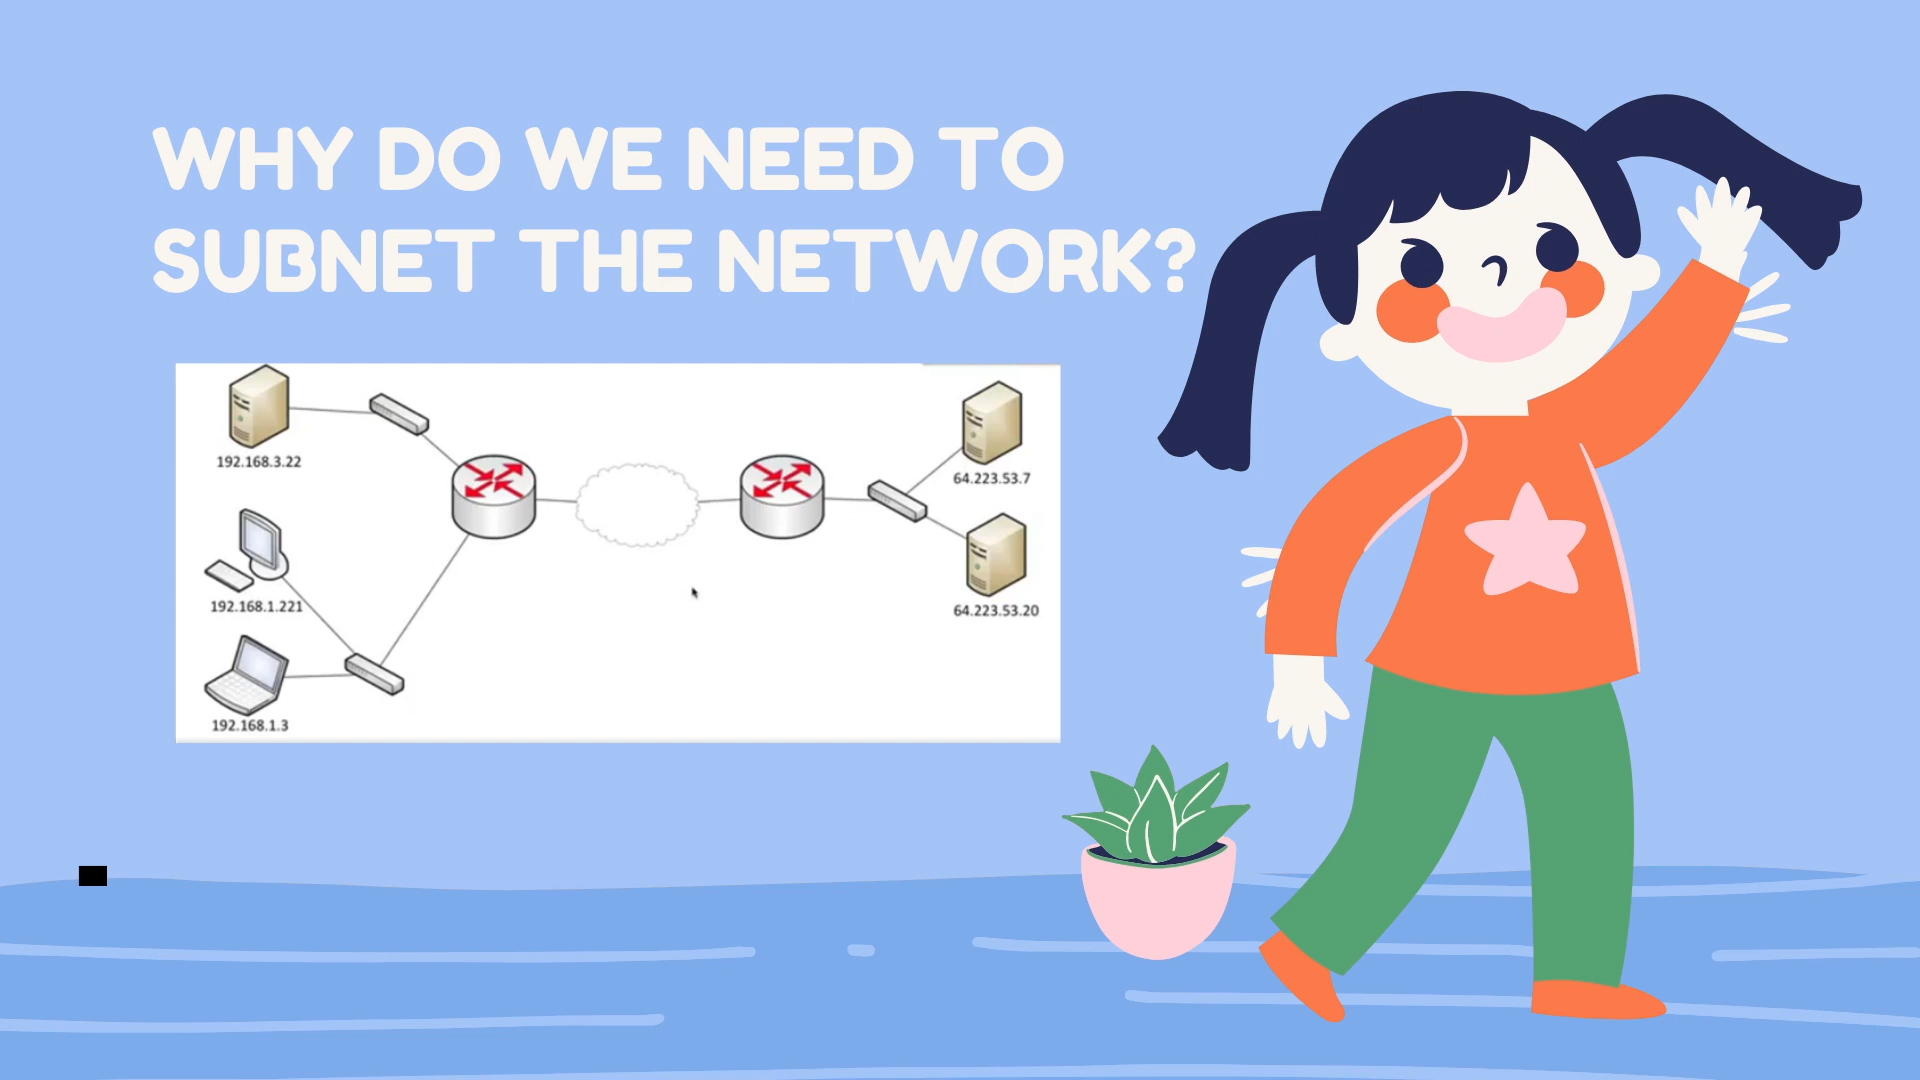 WHY DO WE NEED TO
SUBNET THE NETWORK?
192.168.3.22
64.223.53.7
192.168.1.221
64.223.53.20
192.168.1.3